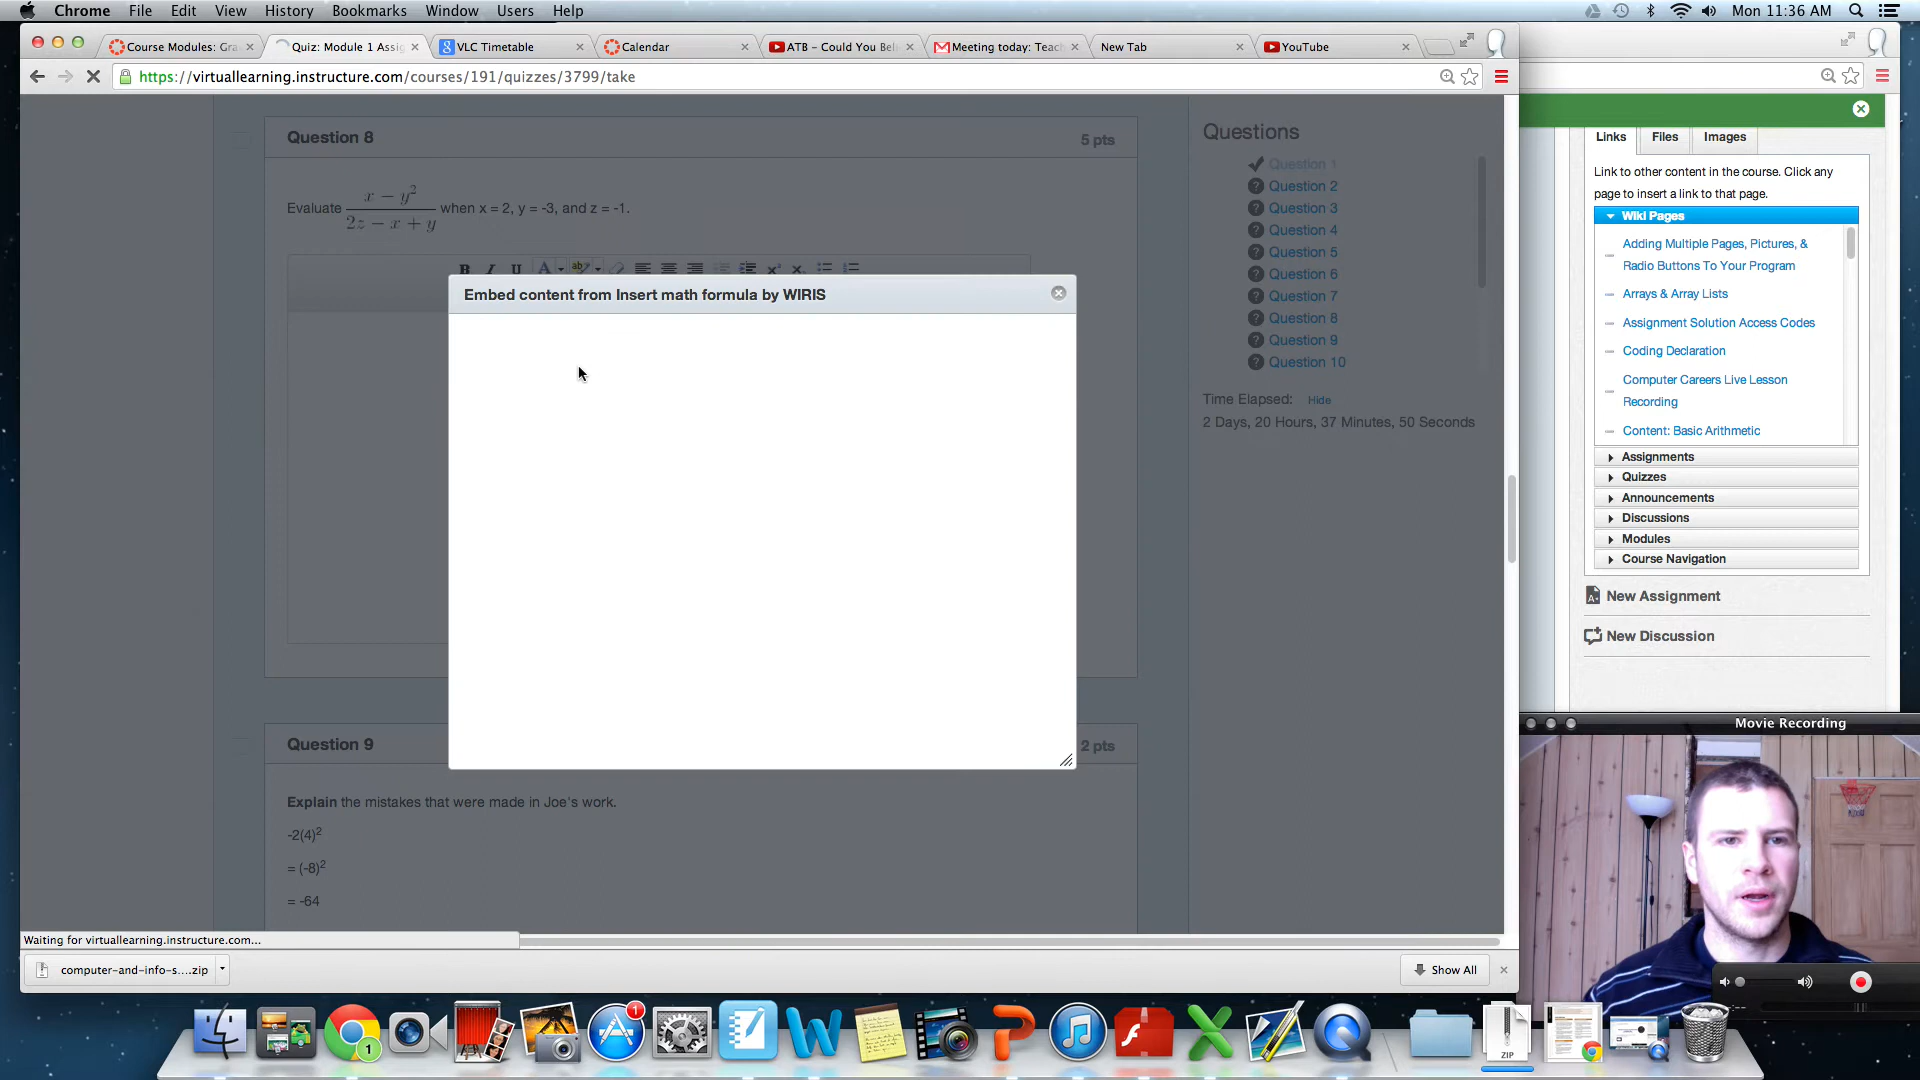 Chrome File Edit View History Bookmarks Window Users Help
Mon 11:36 AM
Course Modules: Gra
Quiz: Module 1 Assig
VLC Timetable
Calendar
ATB – Could You Bel
Meeting today: Teac
New Tab
YouTube
https://virtuallearning.instructure.com/courses/191/quizzes/3799/take
Question 8
5 pts
Evaluate \frac{x - y^2}{2z - x + y} when x = 2, y = -3, and z = -1.
B I U A
Embed content from Insert math formula by WIRIS
Question 9
2 pts
Explain the mistakes that were made in Joe's work.
-2(4)²
= (-8)²
= -64
Questions
Question 1
Question 2
Question 3
Question 4
Question 5
Question 6
Question 7
Question 8
Question 9
Question 10
Time Elapsed: Hide
2 Days, 20 Hours, 37 Minutes, 50 Seconds
Links Files Images
Link to other content in the course. Click any
page to insert a link to that page.
Wiki Pages
Adding Multiple Pages, Pictures, &
Radio Buttons To Your Program
Arrays & Array Lists
Assignment Solution Access Codes
Coding Declaration
Computer Careers Live Lesson
Recording
Content: Basic Arithmetic
Assignments
Quizzes
Announcements
Discussions
Modules
Course Navigation
New Assignment
New Discussion
Movie Recording
Waiting for virtuallearning.instructure.com...
computer-and-info-s....zip
Show All
1
1
ZIP